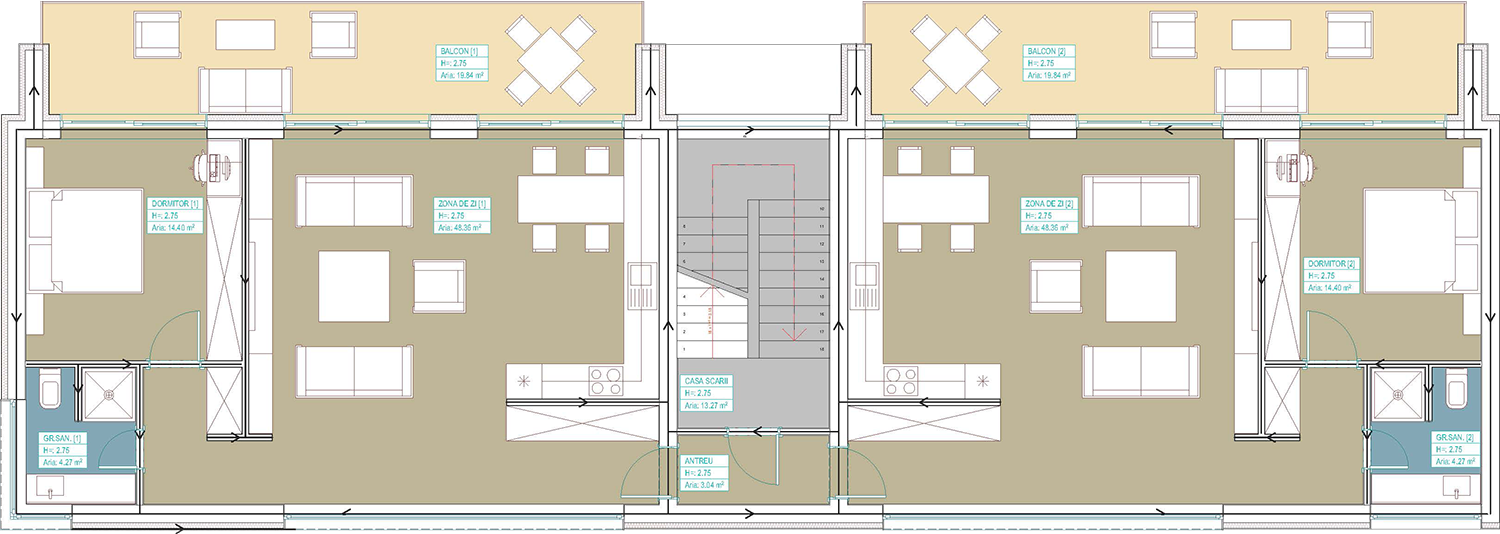 BALCON [1]
H=: 2.75
Aria: 19.84 m²
BALCON [2]
H=: 2.75
Aria: 19.84 m²
DORMITOR [1]
H=: 2.75
Aria: 14.40 m²
ZONA DE ZI [1]
H=: 2.75
Aria: 48.36 m²
ZONA DE ZI [2]
H=: 2.75
Aria: 48.36 m²
DORMITOR [2]
H=: 2.75
Aria: 14.40 m²
CASA SCARII
H=: 2.75
Aria: 13.27 m²
GR.SAN. [1]
H=: 2.75
Aria: 4.27 m²
ANTREU
H=: 2.75
Aria: 3.04 m²
GR.SAN. [2]
H=: 2.75
Aria: 4.27 m²
8
7
6
4
3
2
1
10
11
12
13
14
15
16
17
18